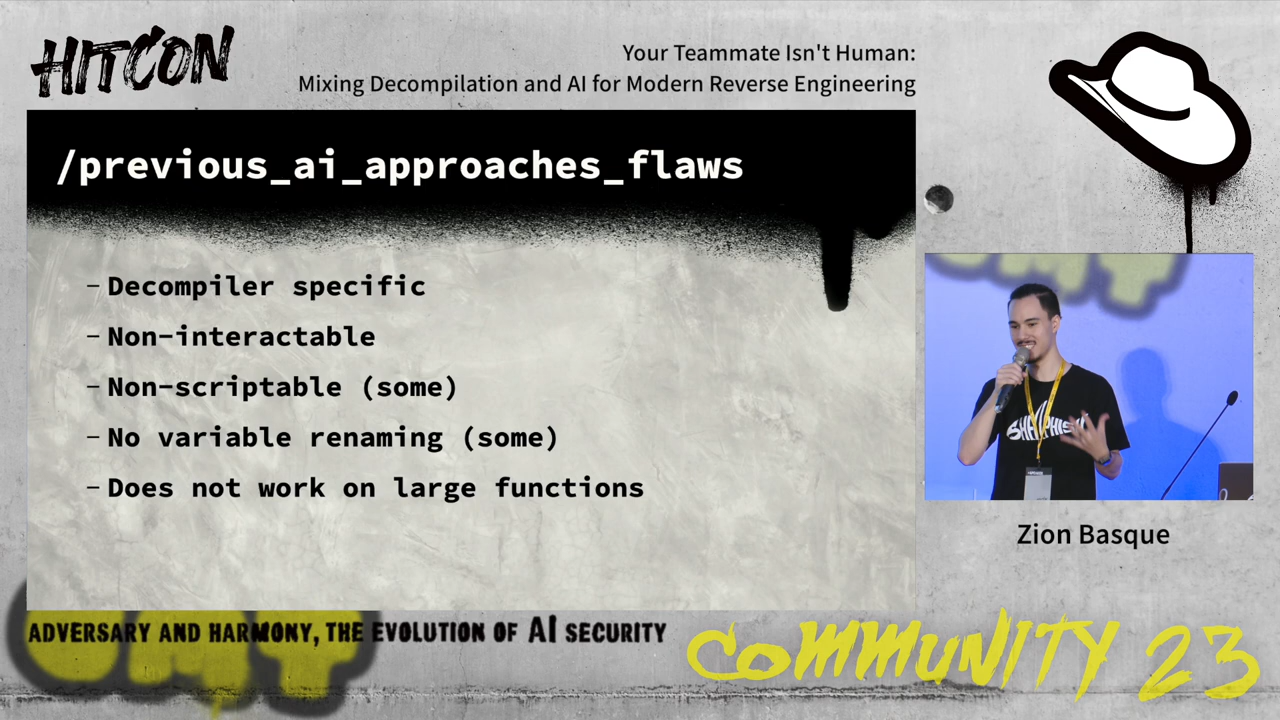 HITCON
Your Teammate Isn't Human:
Mixing Decompilation and AI for Modern Reverse Engineering
/previous_ai_approaches_flaws
– Decompiler specific
– Non-interactable
– Non-scriptable (some)
– No variable renaming (some)
– Does not work on large functions
SHELLPHISH
Zion Basque
ADVERSARY AND HARMONY, THE EVOLUTION OF AI SECURITY
COMMUNITY 23